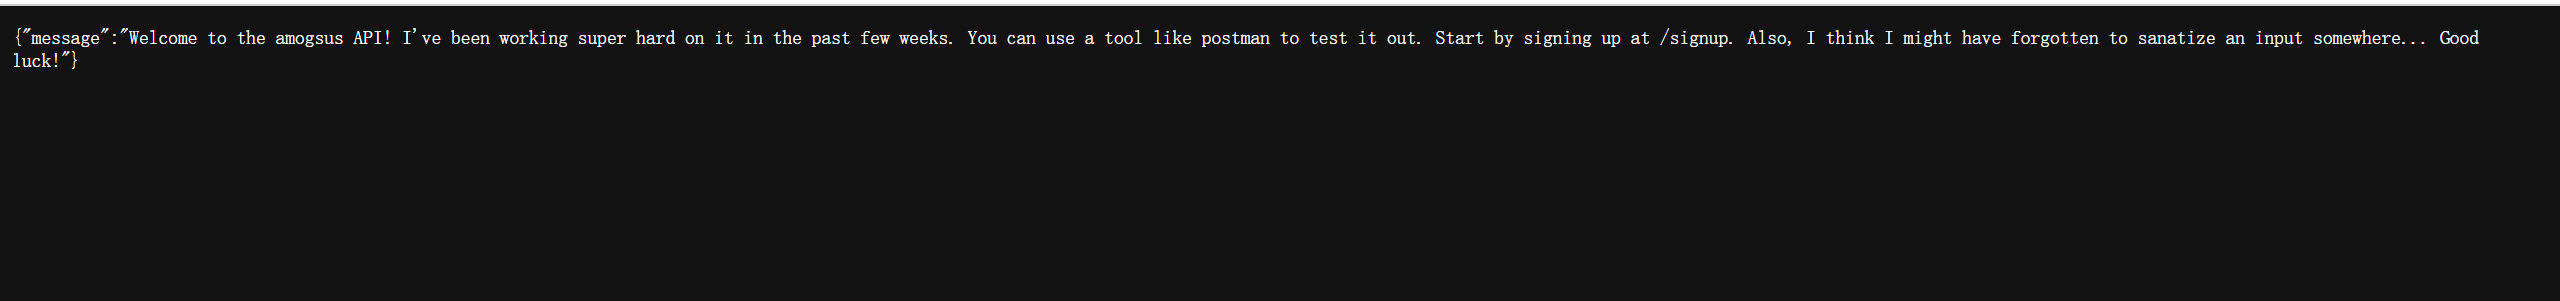 {"message":"Welcome to the amogsus API! I've been working super hard on it in the past few weeks. You can use a tool like postman to test it out. Start by signing up at /signup. Also, I think I might have forgotten to sanatize an input somewhere... Good
luck!"}